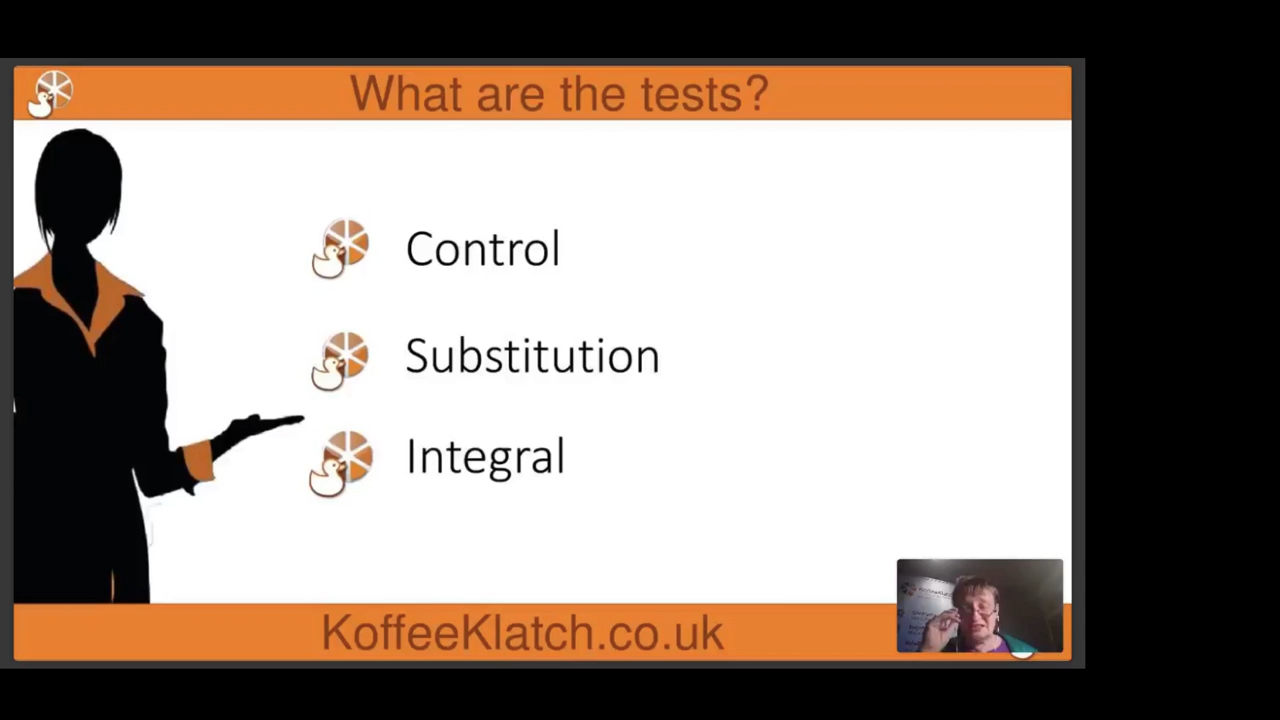 What are the tests?
Control
Substitution
Integral
KoffeeKlatch.co.uk